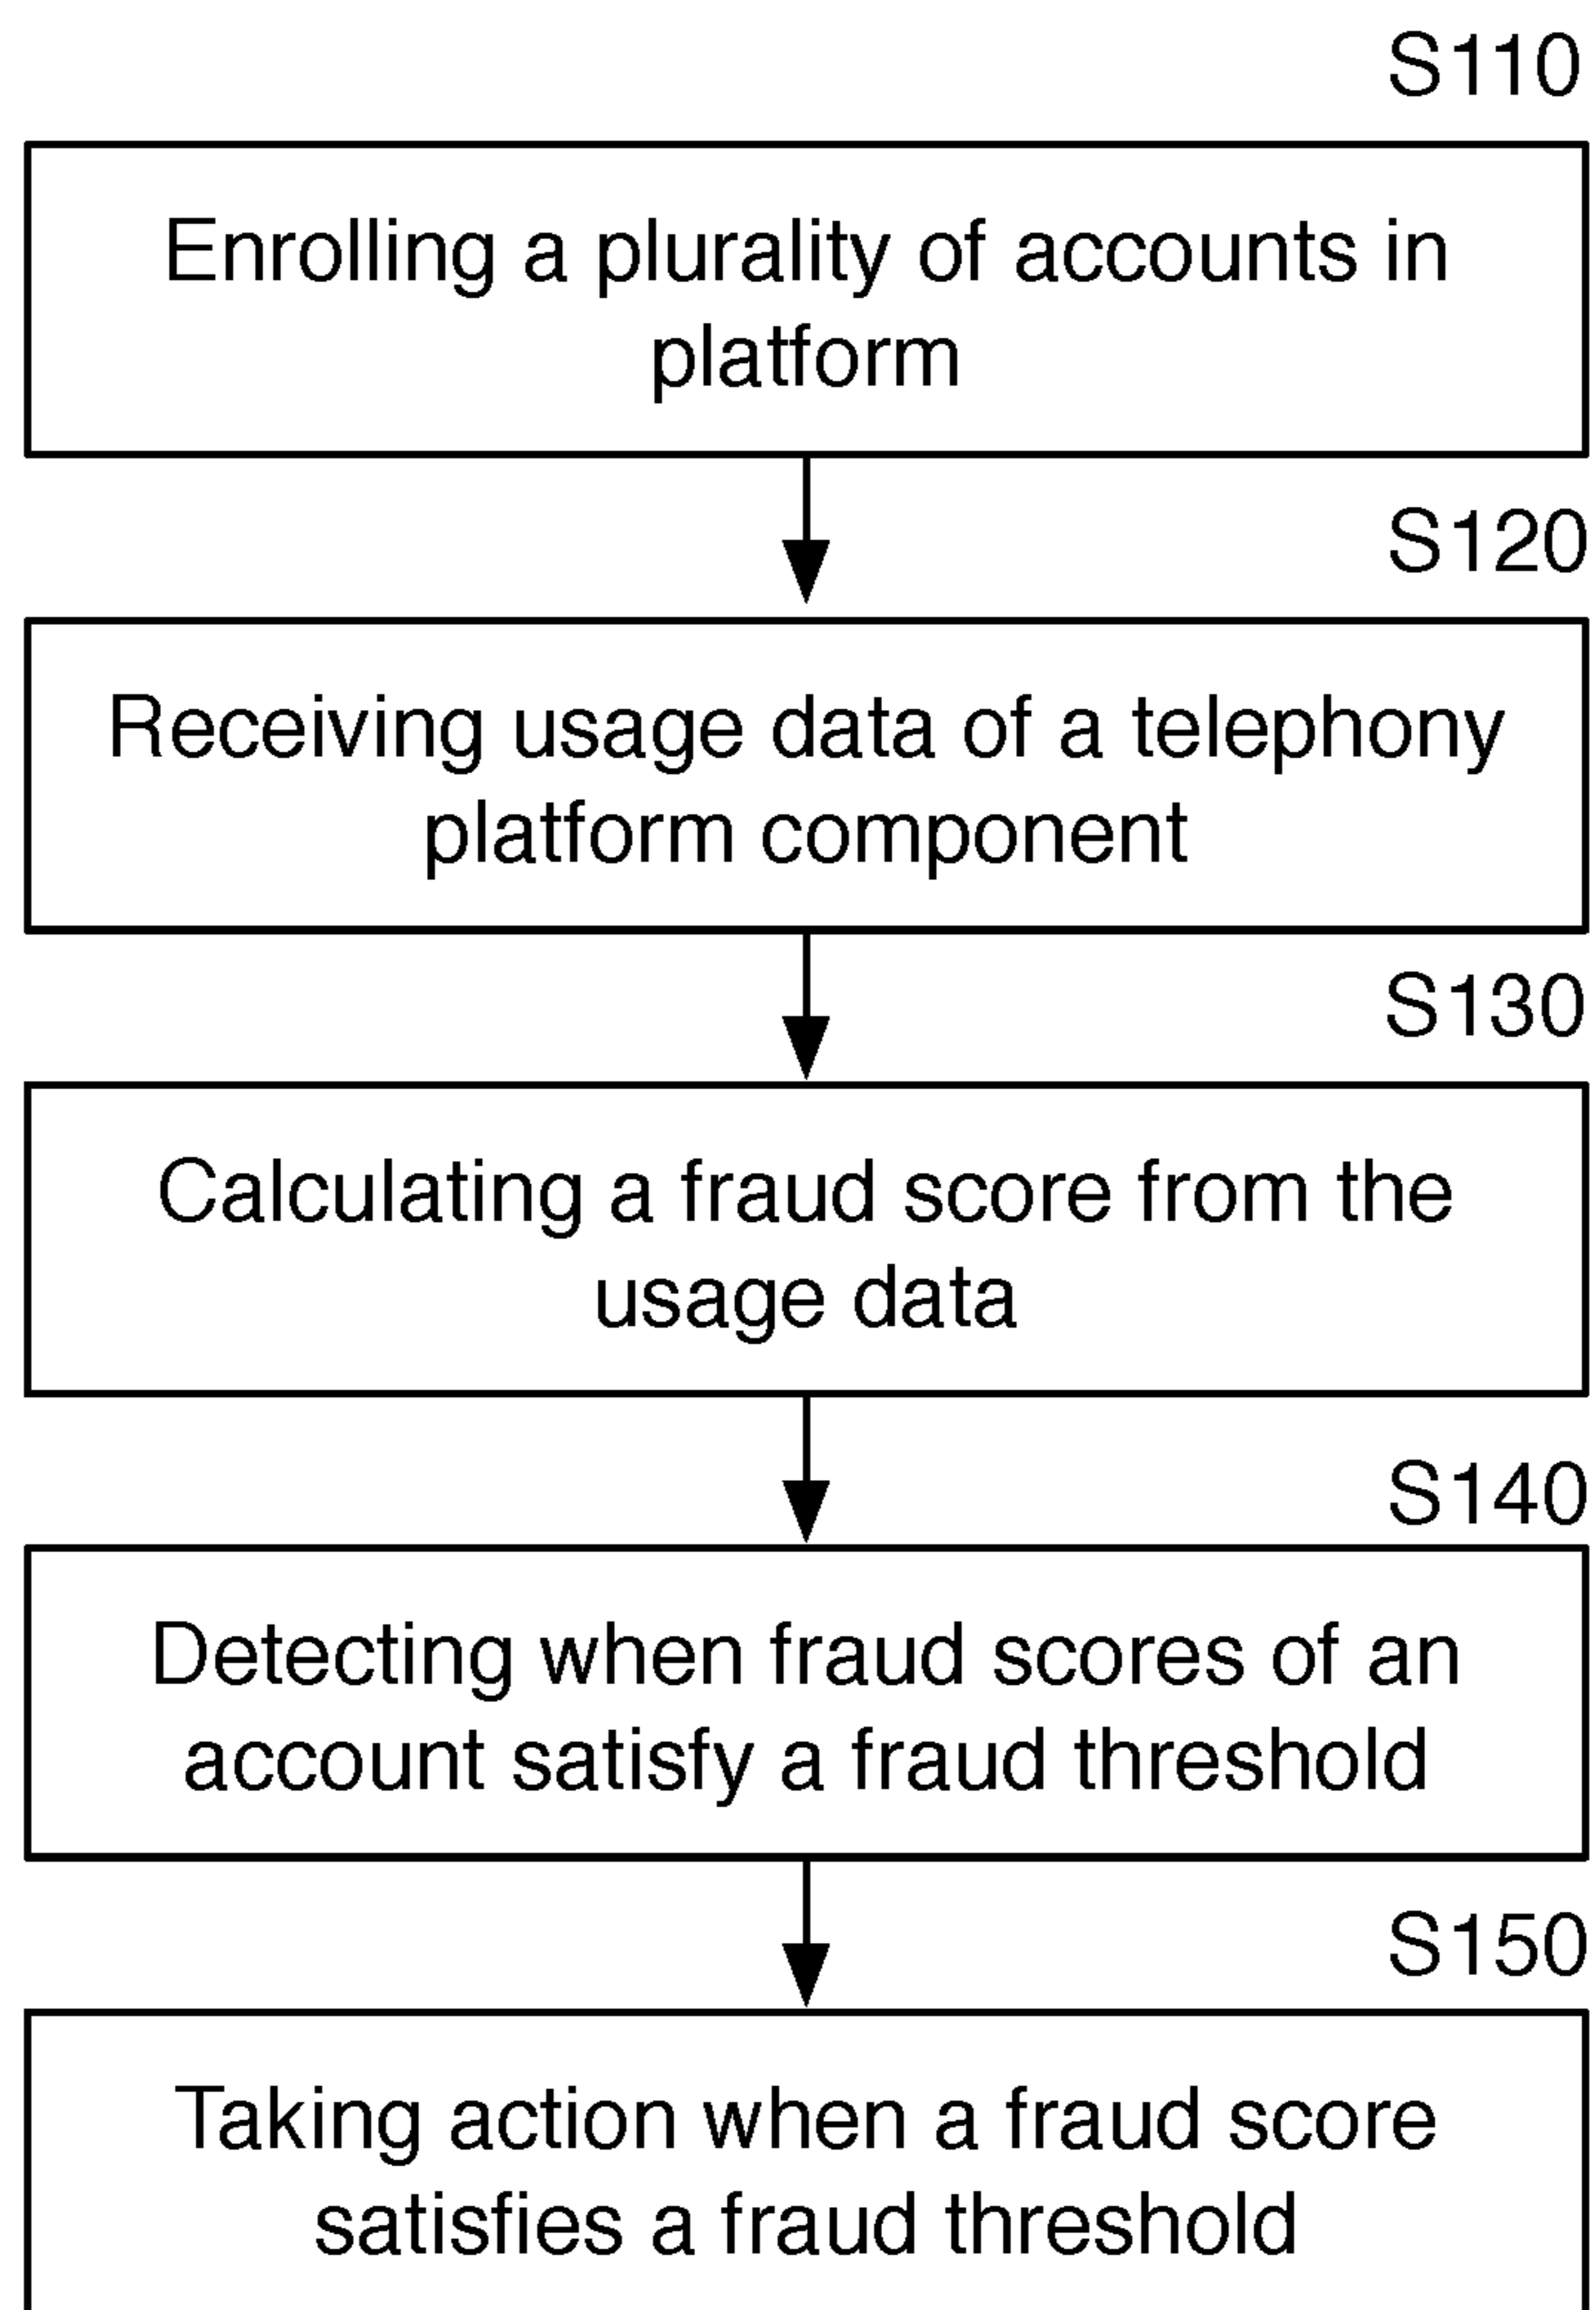 S110
Enrolling a plurality of accounts in
platform
S120
Receiving usage data of a telephony
platform component
S130
Calculating a fraud score from the
usage data
S140
Detecting when fraud scores of an
account satisfy a fraud threshold
S150
Taking action when a fraud score
satisfies a fraud threshold